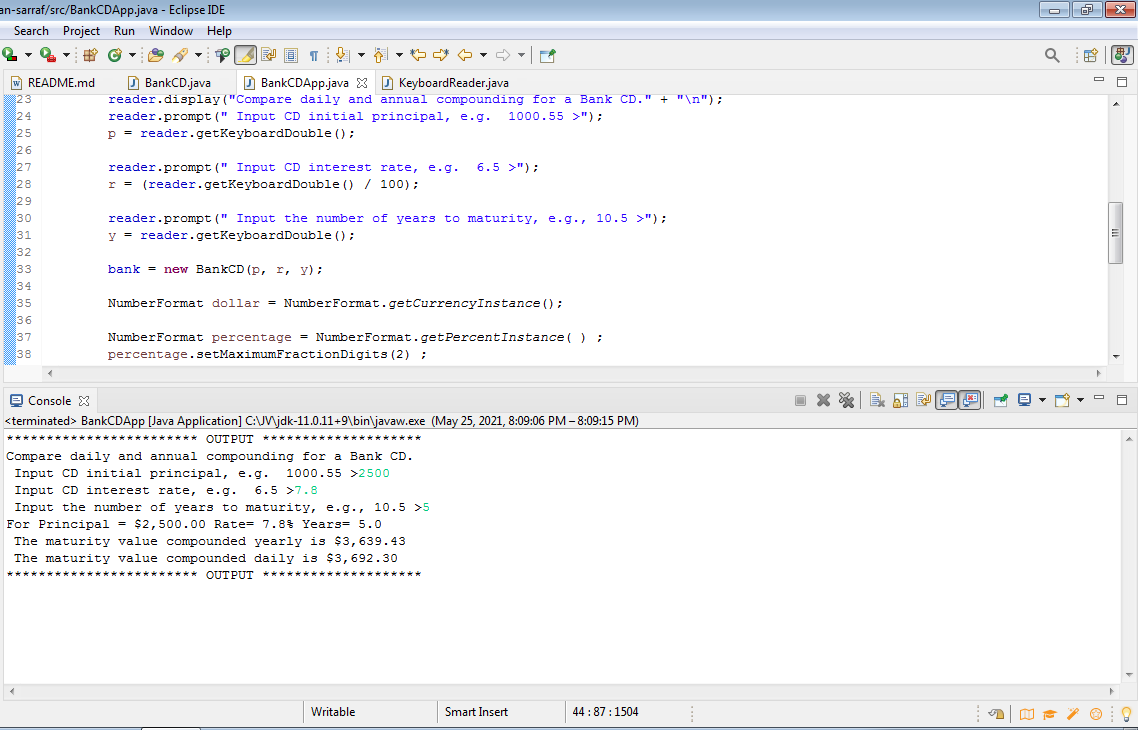 an-sarraf/src/BankCDApp.java - Eclipse IDE
Search Project Run Window Help
README.md BankCD.java BankCDApp.java KeyboardReader.java
23 reader.display("Compare daily and annual compounding for a Bank CD." + "\n");
24 reader.prompt(" Input CD initial principal, e.g.  1000.55 >");
25 p = reader.getKeyboardDouble();
26
27 reader.prompt(" Input CD interest rate, e.g.  6.5 >");
28 r = (reader.getKeyboardDouble() / 100);
29
30 reader.prompt(" Input the number of years to maturity, e.g., 10.5 >");
31 y = reader.getKeyboardDouble();
32
33 bank = new BankCD(p, r, y);
34
35 NumberFormat dollar = NumberFormat.getCurrencyInstance();
36
37 NumberFormat percentage = NumberFormat.getPercentInstance( ) ;
38 percentage.setMaximumFractionDigits(2) ;
Console
<terminated> BankCDApp [Java Application] C:\JV\jdk-11.0.11+9\bin\javaw.exe (May 25, 2021, 8:09:06 PM – 8:09:15 PM)
************************ OUTPUT ********************
Compare daily and annual compounding for a Bank CD.
 Input CD initial principal, e.g.  1000.55 >2500
 Input CD interest rate, e.g.  6.5 >7.8
 Input the number of years to maturity, e.g., 10.5 >5
For Principal = $2,500.00 Rate= 7.8% Years= 5.0
 The maturity value compounded yearly is $3,639.43
 The maturity value compounded daily is $3,692.30
************************ OUTPUT ********************
Writable Smart Insert 44 : 87 : 1504